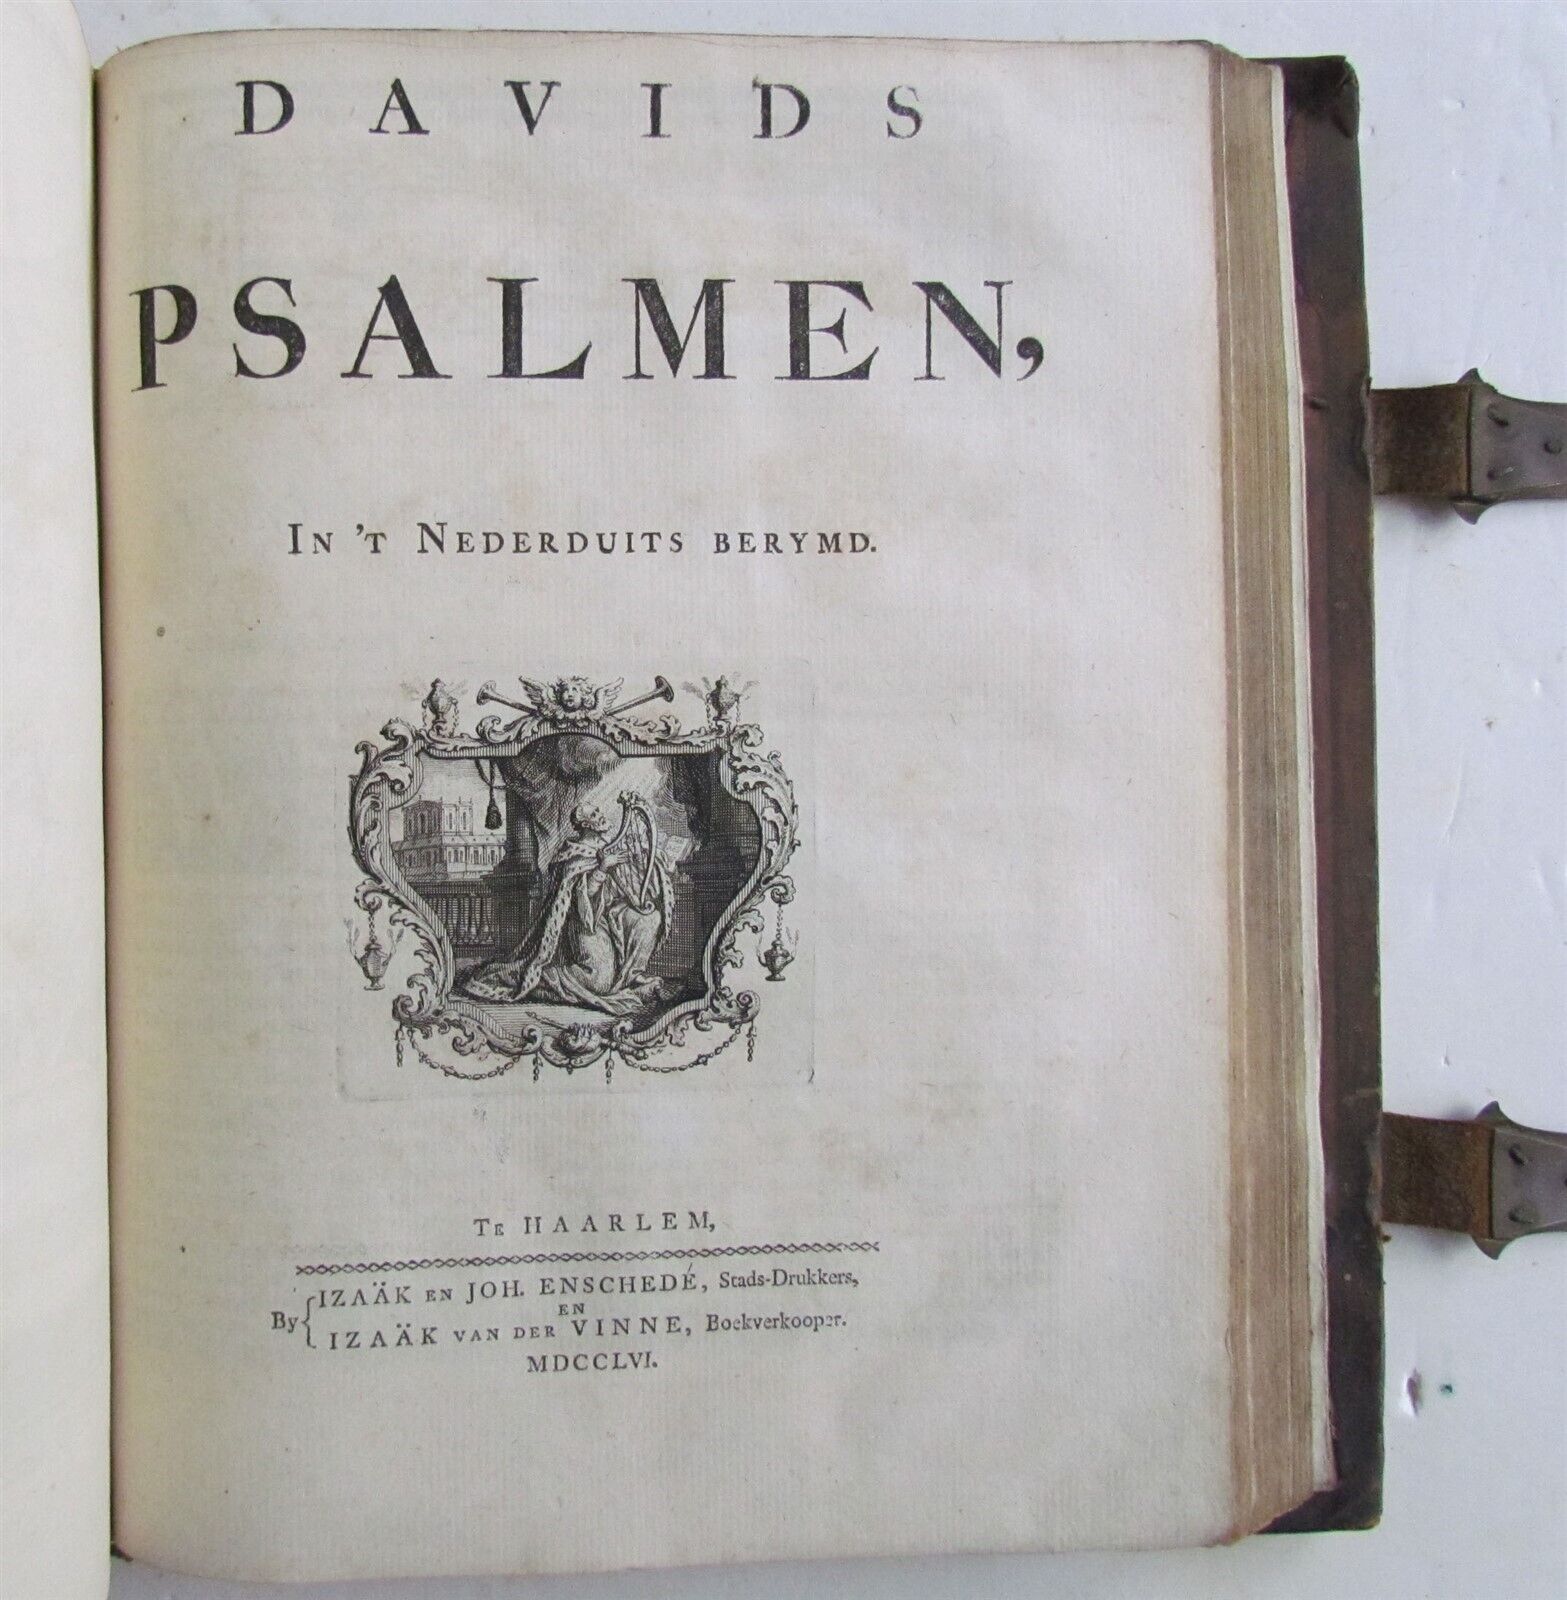 DAVIDS
PSALMEN,
IN 'T NEDERDUITS BERYMD.
TE HAARLEM,
By { IZAÄK EN JOH. ENSCHEDÉ, Stads-Drukkers,
EN
IZAÄK VAN DER VINNE, Boekverkooper.
MDCCLVI.